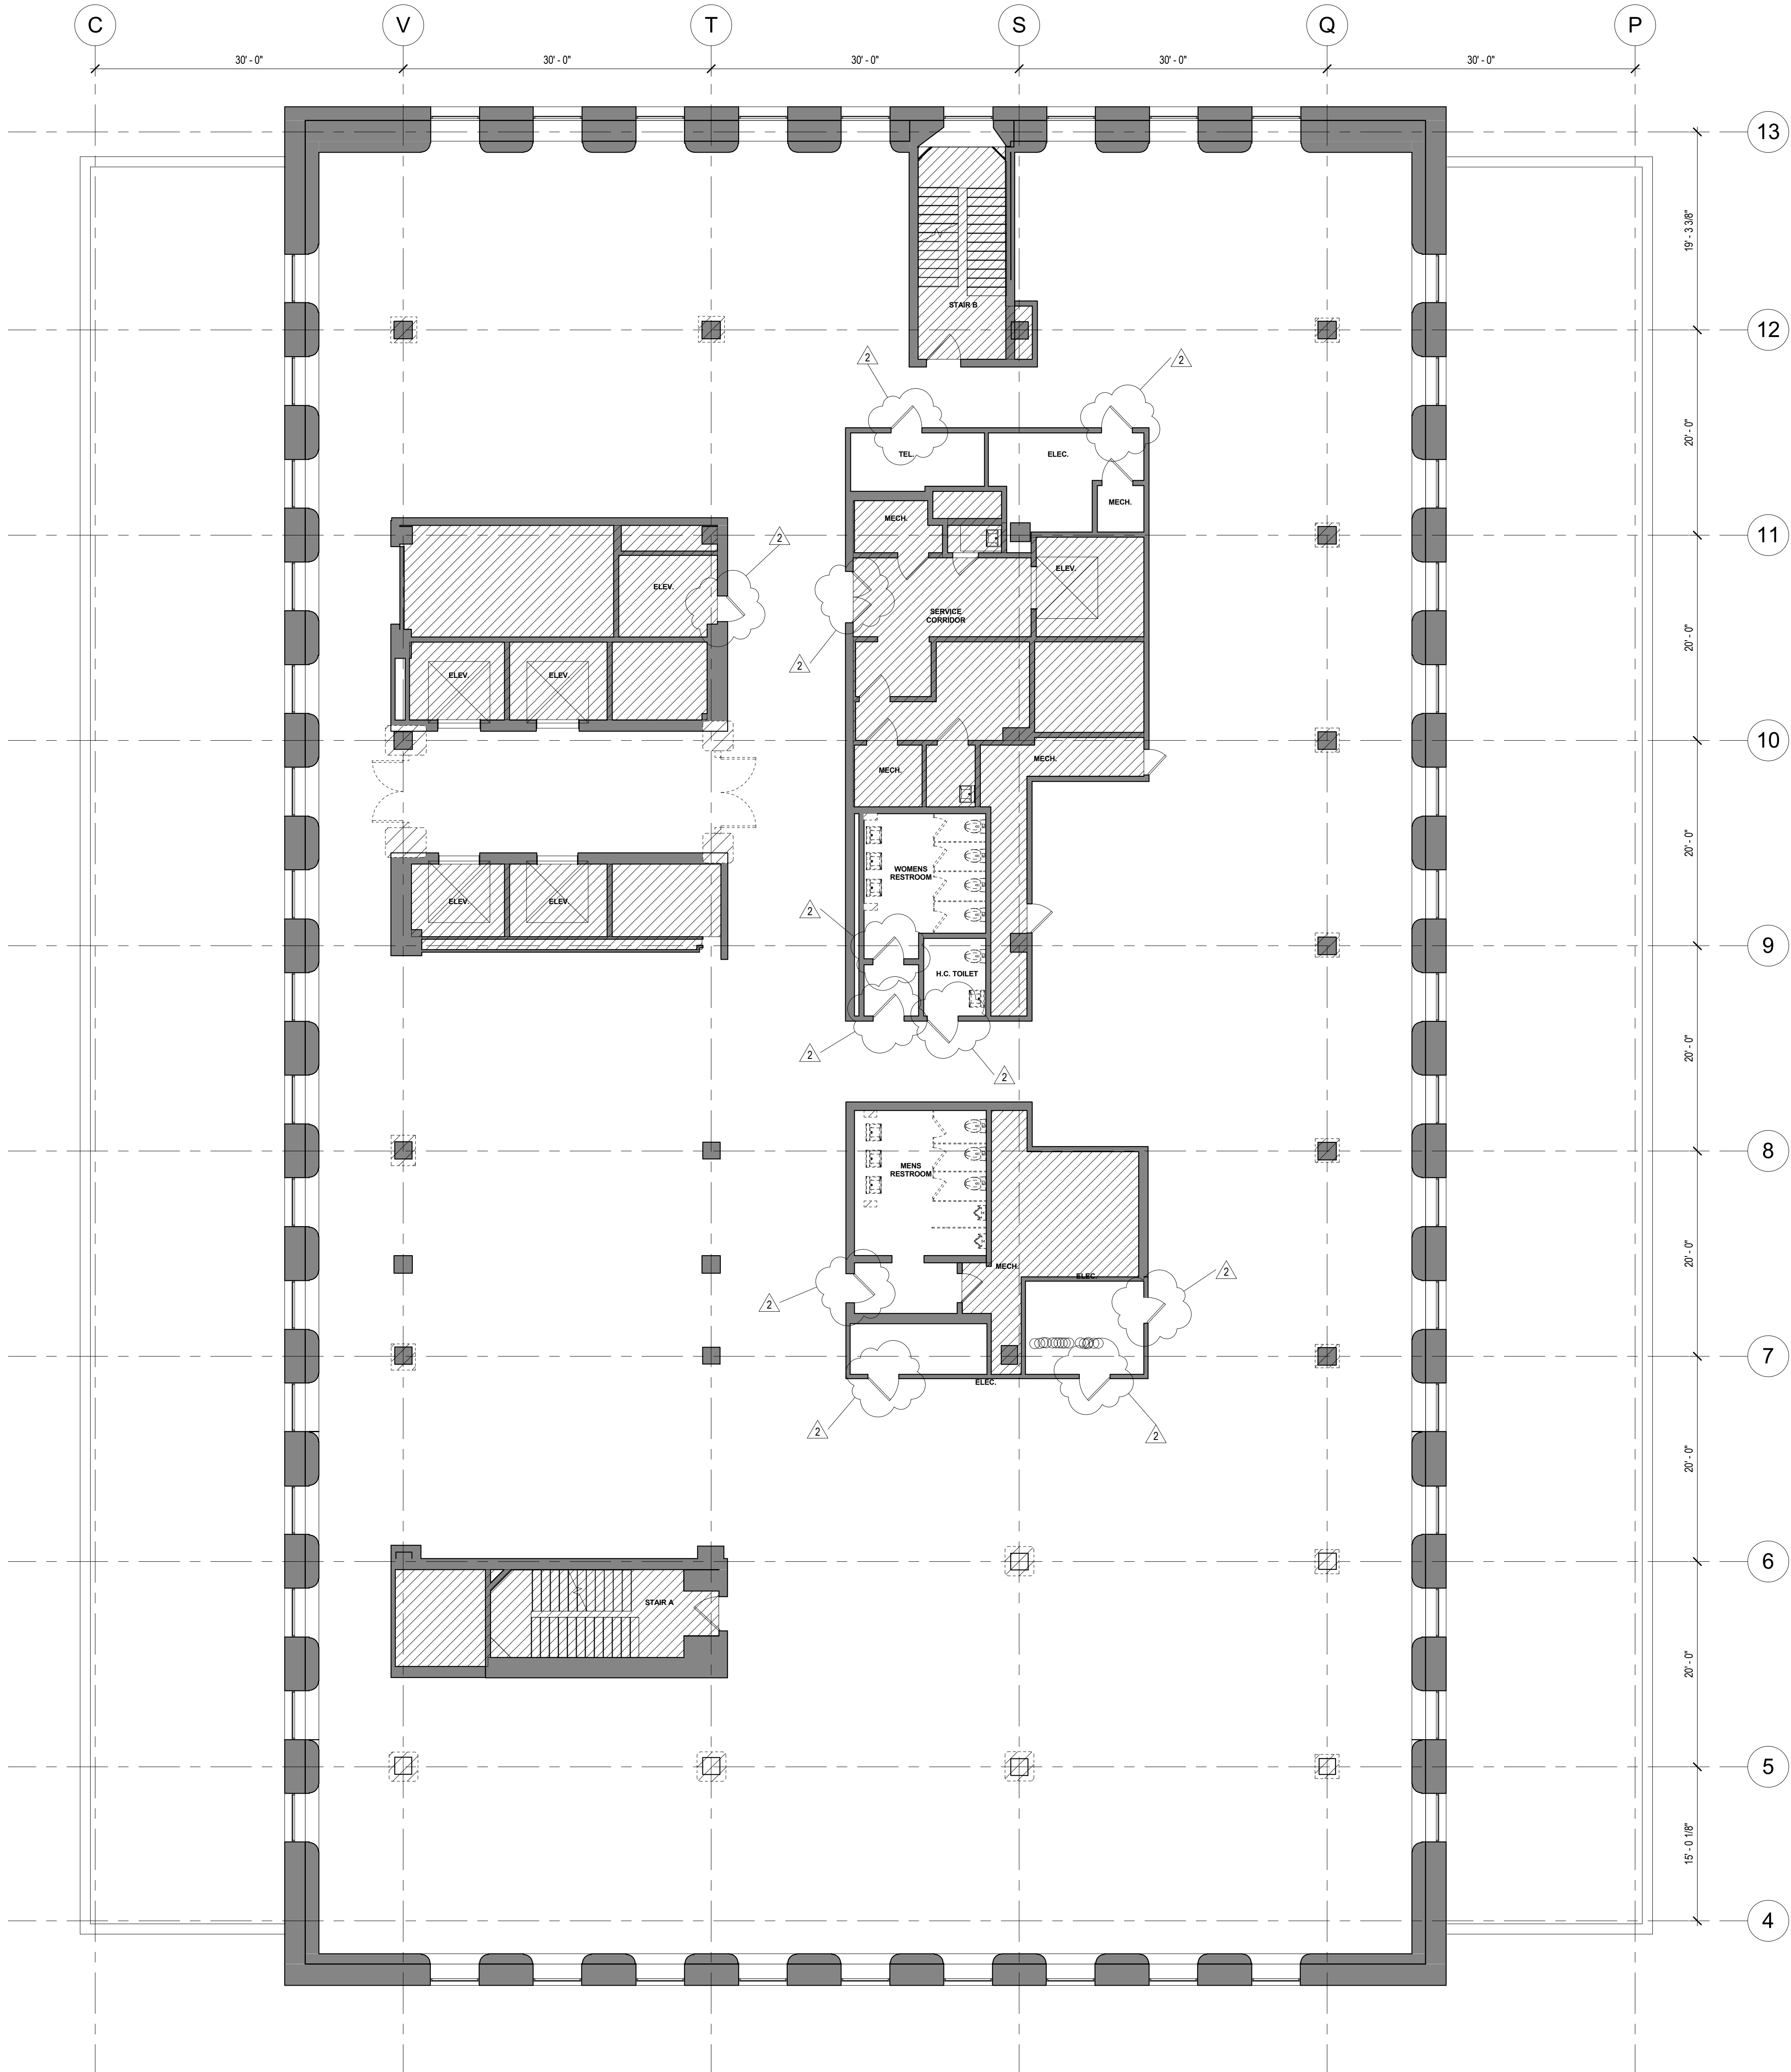 C V T S Q P
30' - 0" 30' - 0" 30' - 0" 30' - 0" 30' - 0"
13
19' - 3 3/8"
STAIR B
12
2 2
20' - 0"
TEL. ELEC.
MECH.
MECH.
11
2
ELEV. ELEV.
SERVICE
CORRIDOR
20' - 0"
2
ELEV. ELEV.
10
MECH.
MECH.
20' - 0"
WOMENS
RESTROOM
ELEV. ELEV.
2
9
H.C. TOILET
20' - 0"
2
2
8
MENS
RESTROOM
20' - 0"
MECH.
ELEC.
2
2
7
ELEC.
2
2
20' - 0"
6
STAIR A
20' - 0"
5
15' - 0 1/8"
4